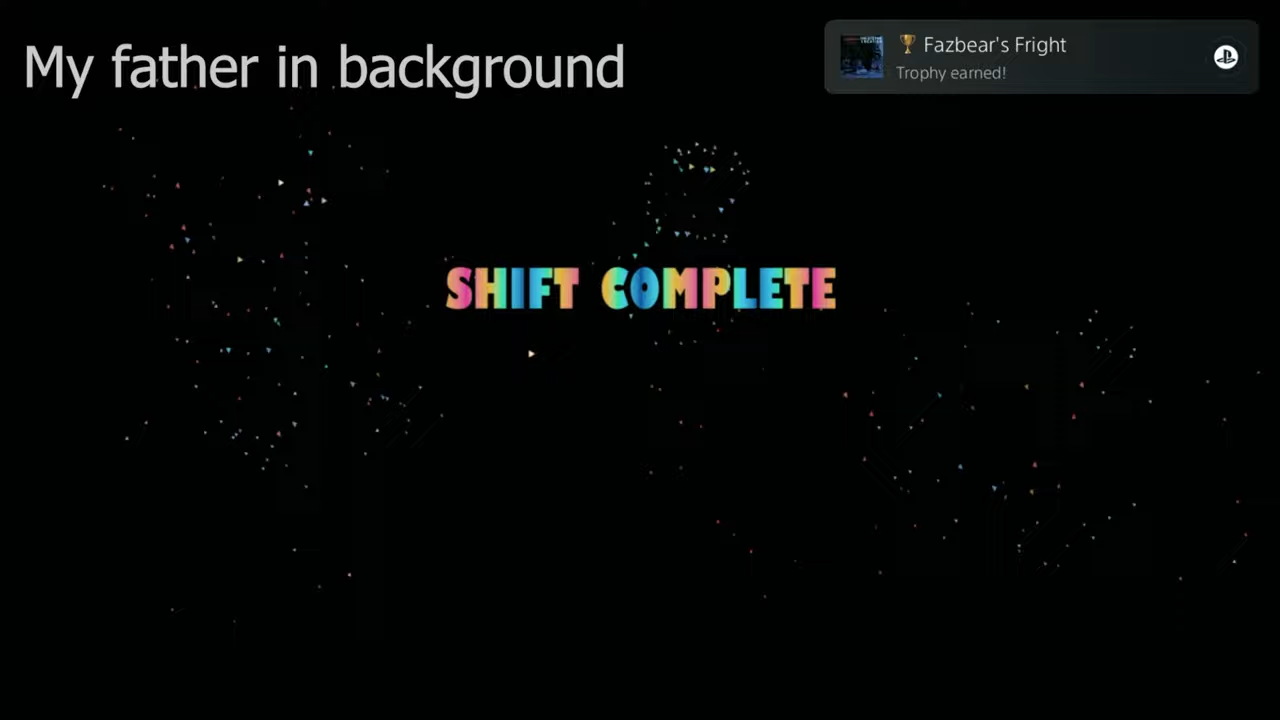 My father in background
🏆 Fazbear's Fright
Trophy earned!
SHIFT COMPLETE